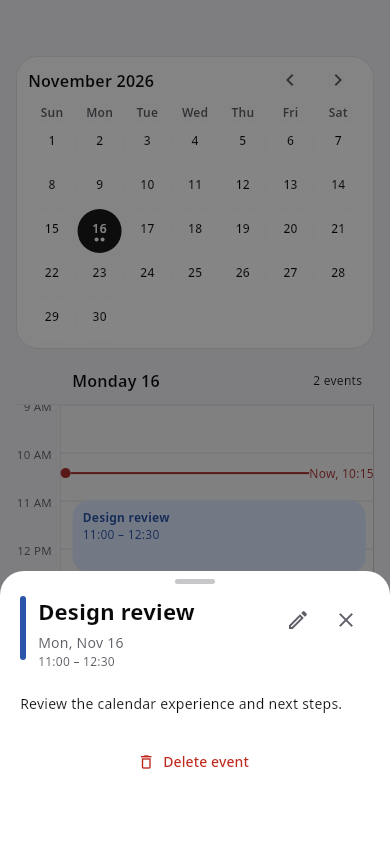 November 2026
Sun Mon Tue Wed Thu Fri Sat
1 2 3 4 5 6 7
8 9 10 11 12 13 14
15 16 17 18 19 20 21
22 23 24 25 26 27 28
29 30
Monday 16 2 events
9 AM
10 AM
Now, 10:15
11 AM
Design review
11:00 – 12:30
12 PM
Design review
Mon, Nov 16
11:00 – 12:30
Review the calendar experience and next steps.
Delete event